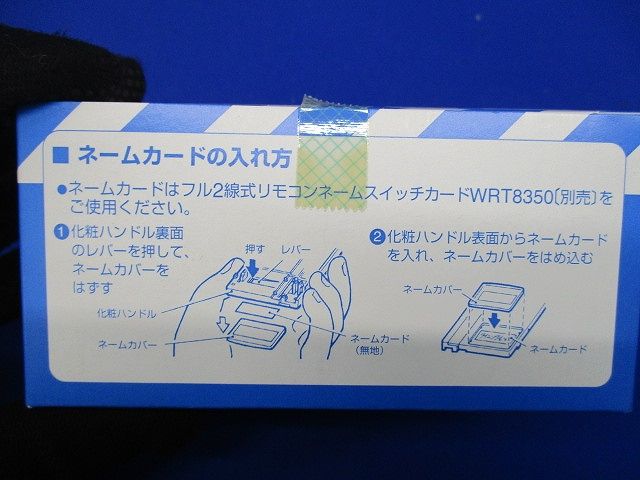 ■ ネームカードの入れ方
●ネームカードはフル2線式リモコンネームスイッチカードWRT8350〔別売〕を
ご使用ください。
❶化粧ハンドル裏面
のレバーを押して、
ネームカバーを
はずす
押す レバー
化粧ハンドル
ネームカバー
ネームカード
(無地)
❷化粧ハンドル表面からネームカード
を入れ、ネームカバーをはめ込む
ネームカバー
ネームカード